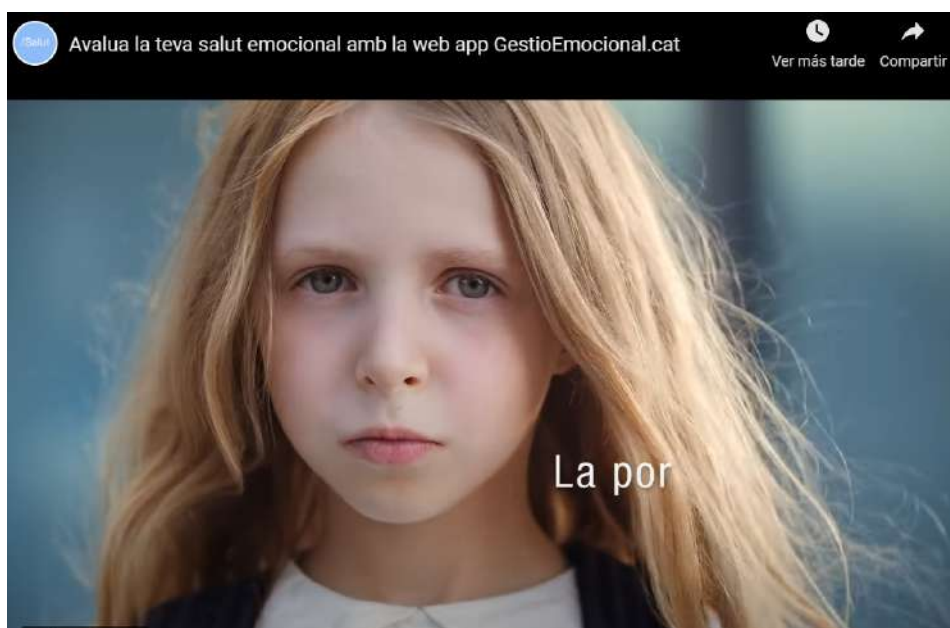 /Salut
Avalua la teva salut emocional amb la web app GestioEmocional.cat
Ver más tarde
Compartir
La por